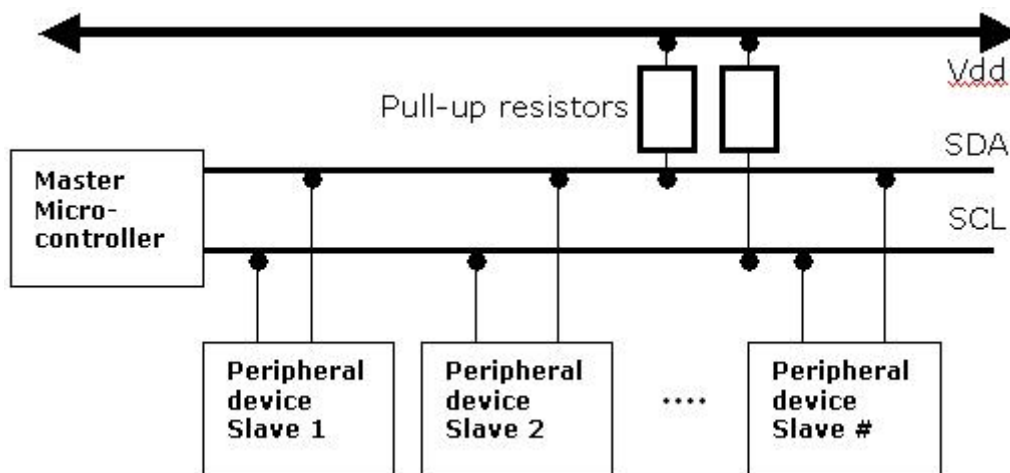 Vdd
Pull-up resistors
SDA
Master
Micro-
controller
SCL
Peripheral
device
Slave 1
Peripheral
device
Slave 2
....
Peripheral
device
Slave #